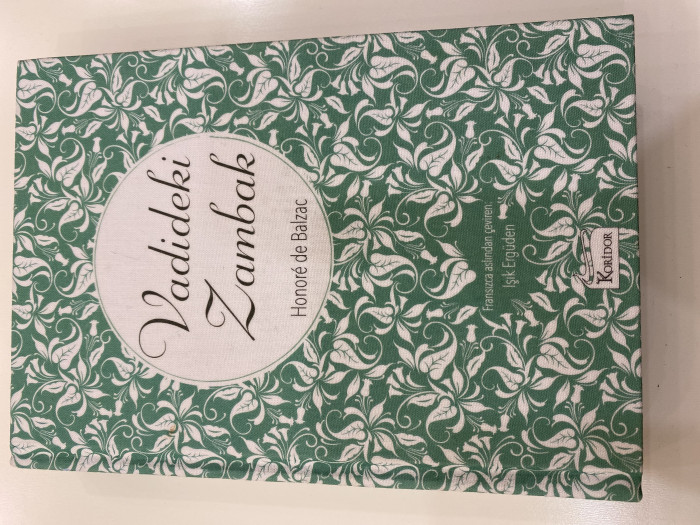 Vadideki
Zambak
Honoré de Balzac
Fransızca aslından çeviren:
Işık Ergüden
KORİDOR